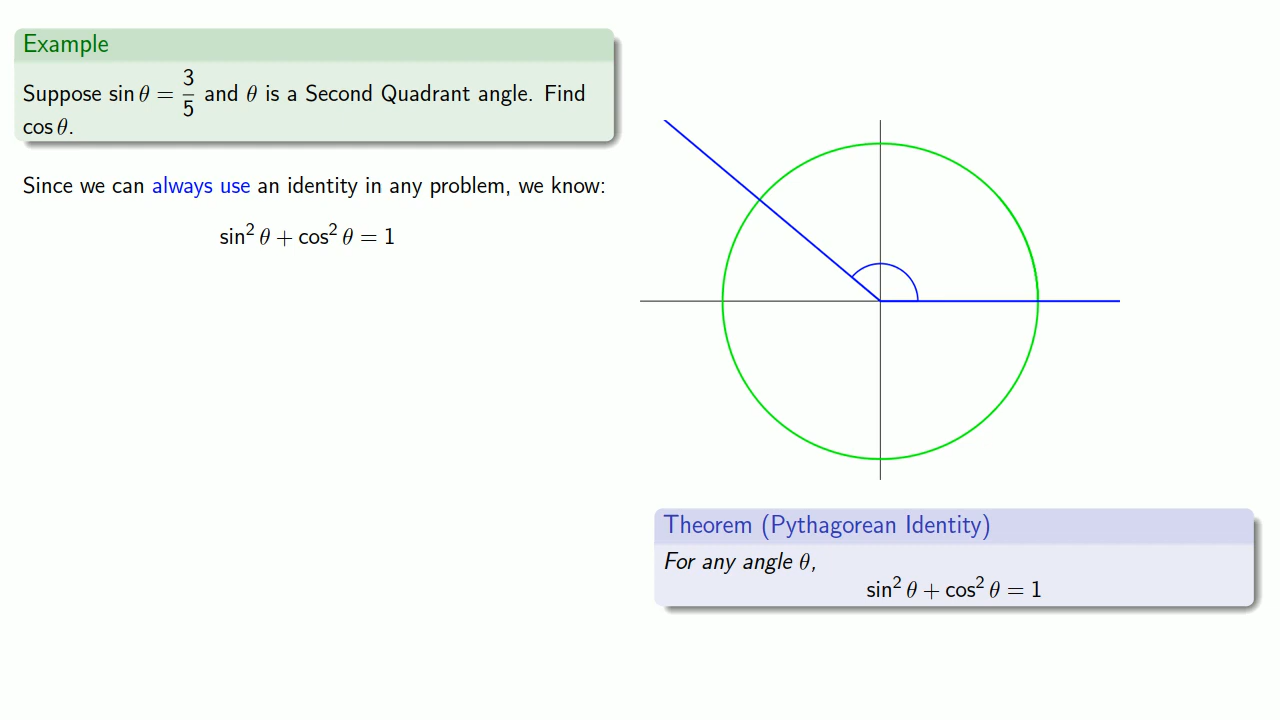 Example
Suppose sin θ = 3/5 and θ is a Second Quadrant angle. Find
cos θ.
Since we can always use an identity in any problem, we know:
sin² θ + cos² θ = 1
Theorem (Pythagorean Identity)
For any angle θ,
sin² θ + cos² θ = 1